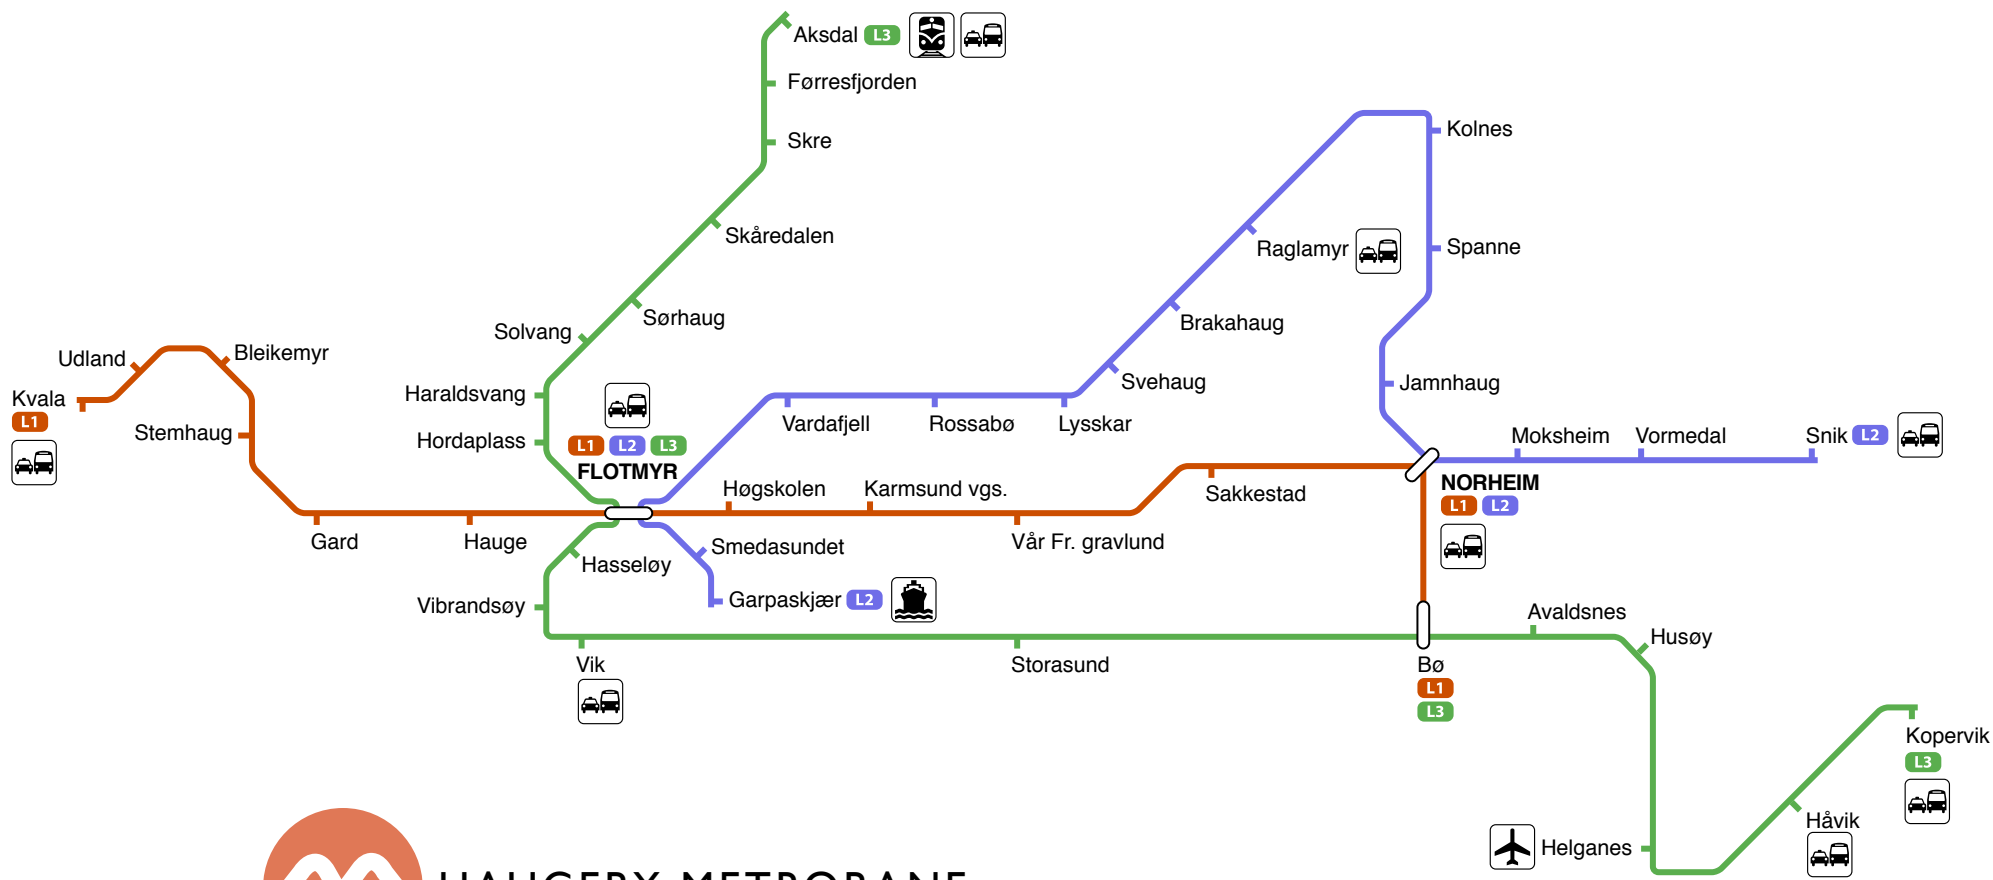 Aksdal L3
Førresfjorden
Skre
Kolnes
Skåredalen
Raglamyr
Spanne
Solvang
Sørhaug
Brakahaug
Udland
Bleikemyr
Kvala
L1
Haraldsvang
Svehaug
Jamnhaug
Stemhaug
Hordaplass
Vardafjell
Rossabø
Lysskar
L1 L2 L3
FLOTMYR
Moksheim
Vormedal
Snik L2
Høgskolen
Karmsund vgs.
Sakkestad
NORHEIM
L1 L2
Gard
Hauge
Vår Fr. gravlund
Hasseløy
Smedasundet
Vibrandsøy
Garpaskjær L2
Avaldsnes
Husøy
Vik
Storasund
Bø
L1
L3
Kopervik
L3
Håvik
Helganes
HAUGEBY METROBANE